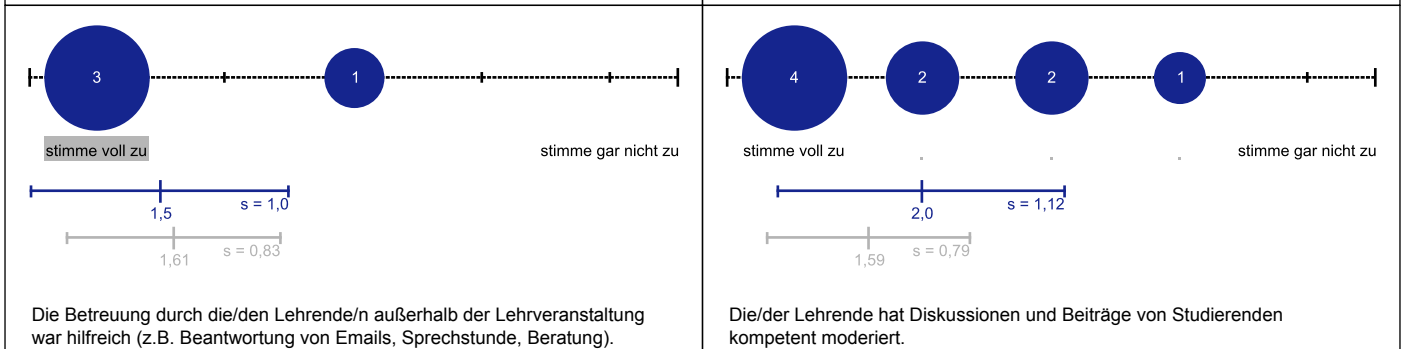 3
1
stimme voll zu
stimme gar nicht zu
1,5
s = 1,0
1,61
s = 0,83
Die Betreuung durch die/den Lehrende/n außerhalb der Lehrveranstaltung
war hilfreich (z.B. Beantwortung von Emails, Sprechstunde, Beratung).
4
2
2
1
stimme voll zu
.
.
.
stimme gar nicht zu
2,0
s = 1,12
1,59
s = 0,79
Die/der Lehrende hat Diskussionen und Beiträge von Studierenden
kompetent moderiert.